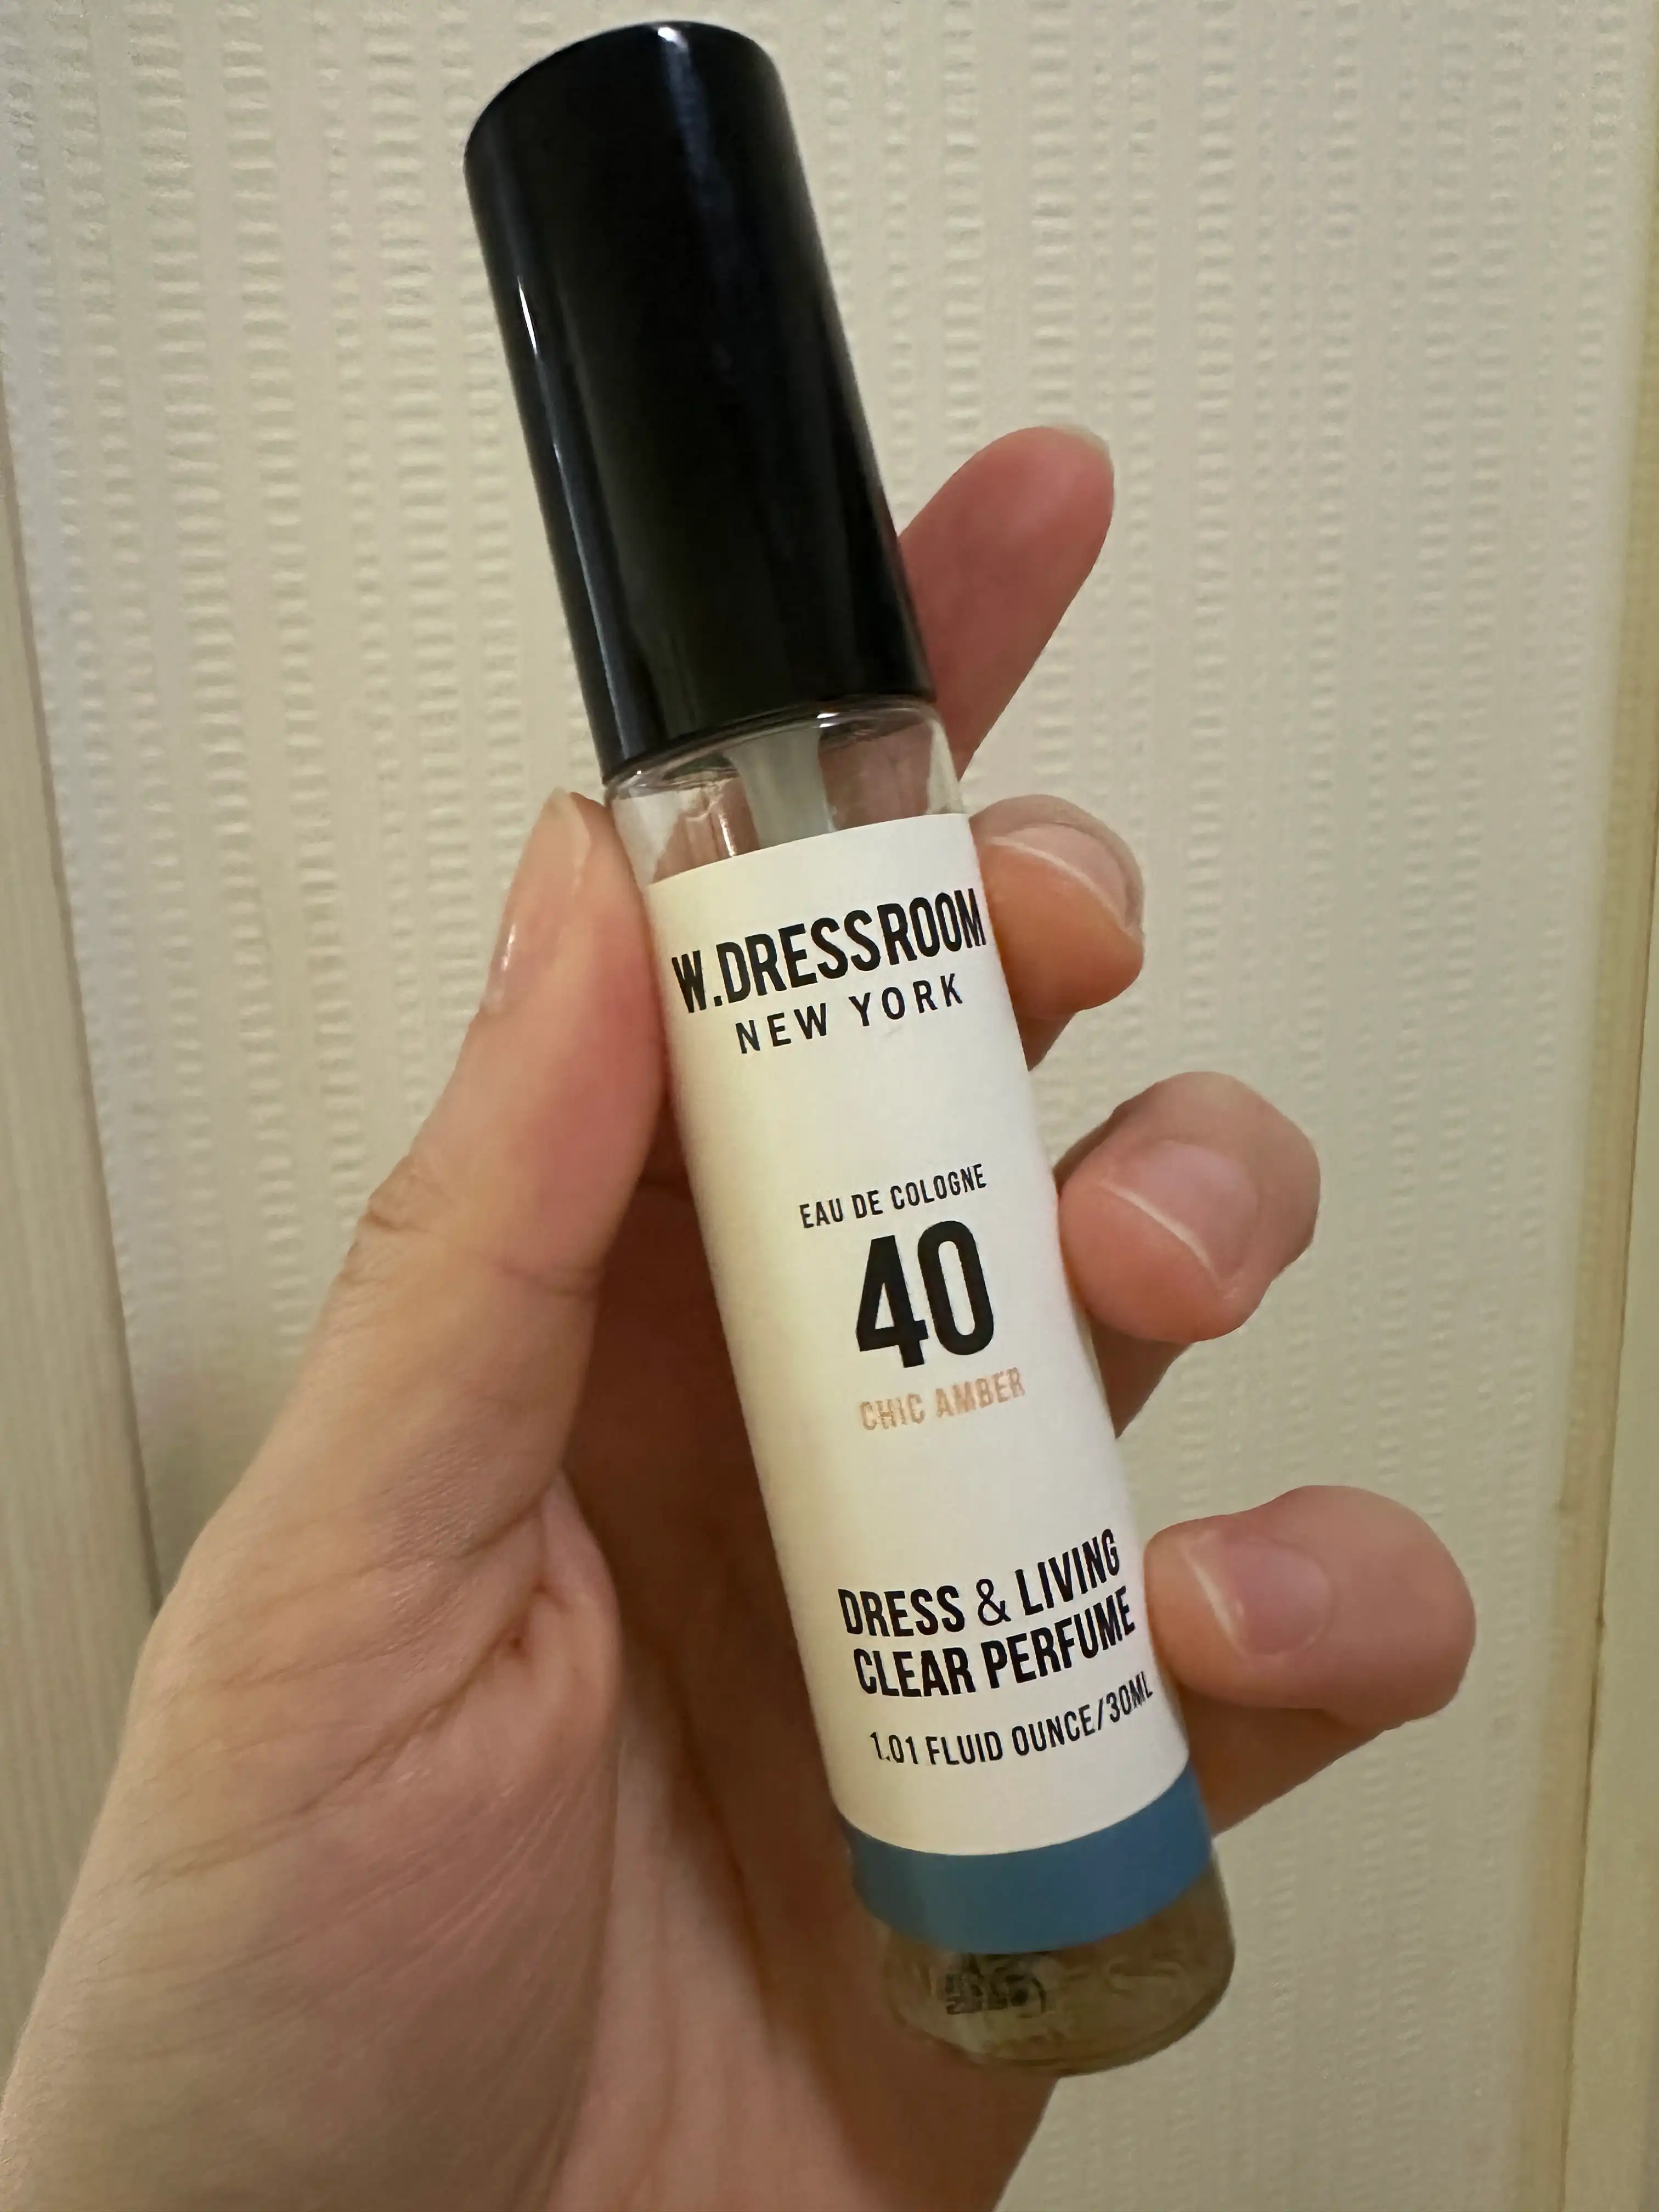 W.DRESSROOM
NEW YORK
EAU DE COLOGNE
40
CHIC AMBER
DRESS & LIVING
CLEAR PERFUME
1.01 FLUID OUNCE/30ML